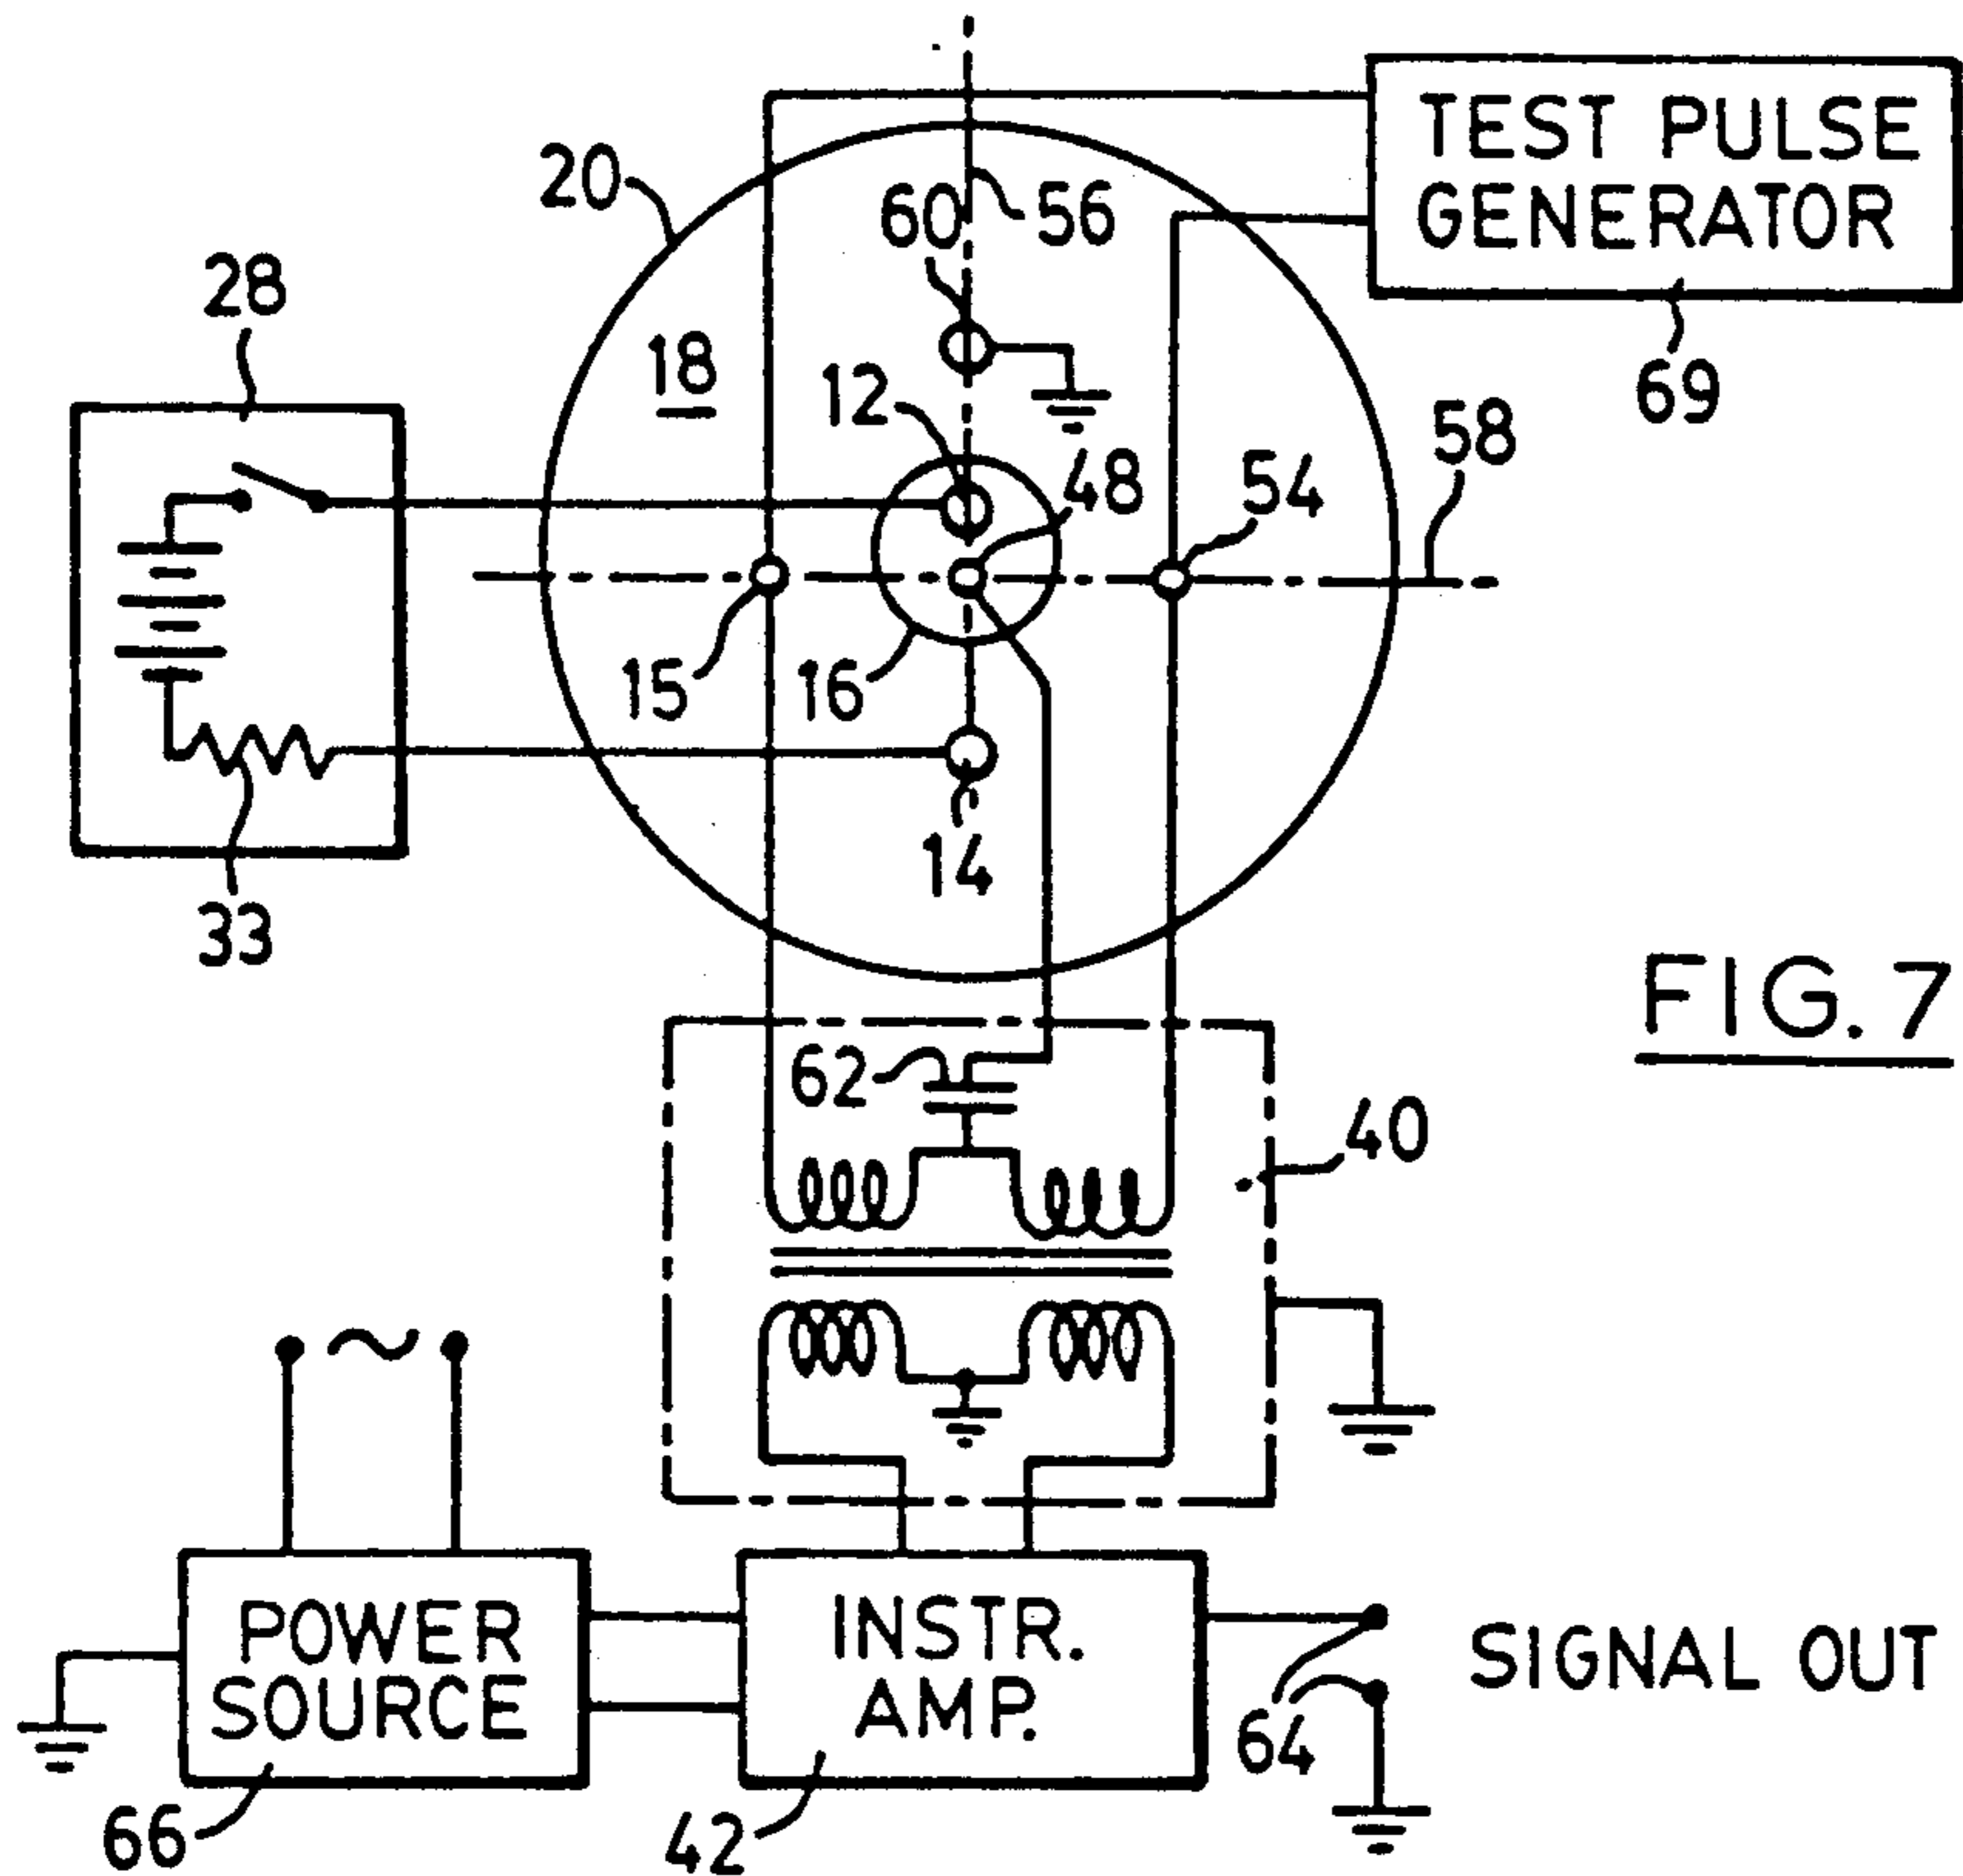 TEST PULSE
GENERATOR
20
60
56
28
18
12
48
54
58
69
15
16
14
33
FIG. 7
62
40
POWER
SOURCE
INSTR.
AMP.
SIGNAL OUT
64
66
42